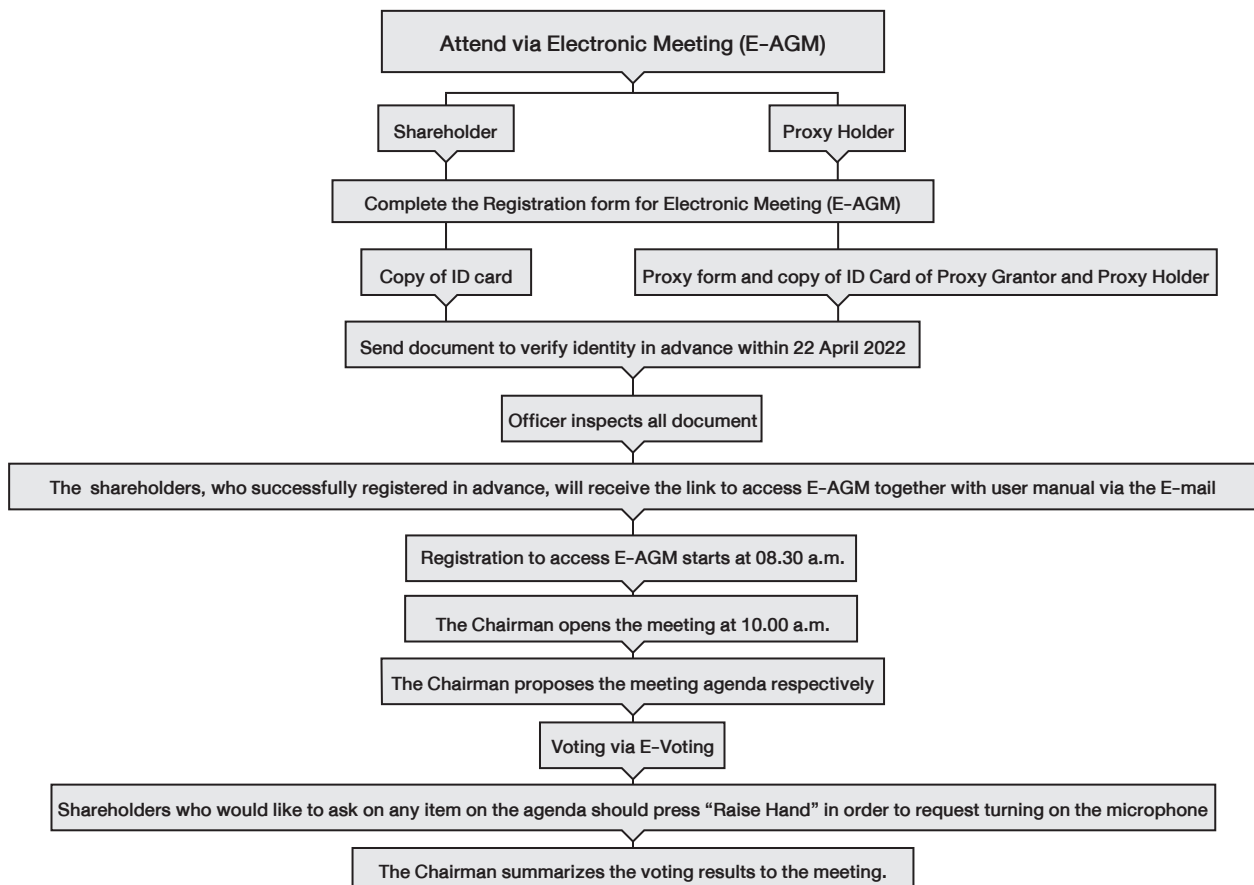 Attend via Electronic Meeting (E-AGM)
Shareholder
Proxy Holder
Complete the Registration form for Electronic Meeting (E-AGM)
Copy of ID card
Proxy form and copy of ID Card of Proxy Grantor and Proxy Holder
Send document to verify identity in advance within 22 April 2022
Officer inspects all document
The shareholders, who successfully registered in advance, will receive the link to access E-AGM together with user manual via the E-mail
Registration to access E-AGM starts at 08.30 a.m.
The Chairman opens the meeting at 10.00 a.m.
The Chairman proposes the meeting agenda respectively
Voting via E-Voting
Shareholders who would like to ask on any item on the agenda should press “Raise Hand” in order to request turning on the microphone
The Chairman summarizes the voting results to the meeting.